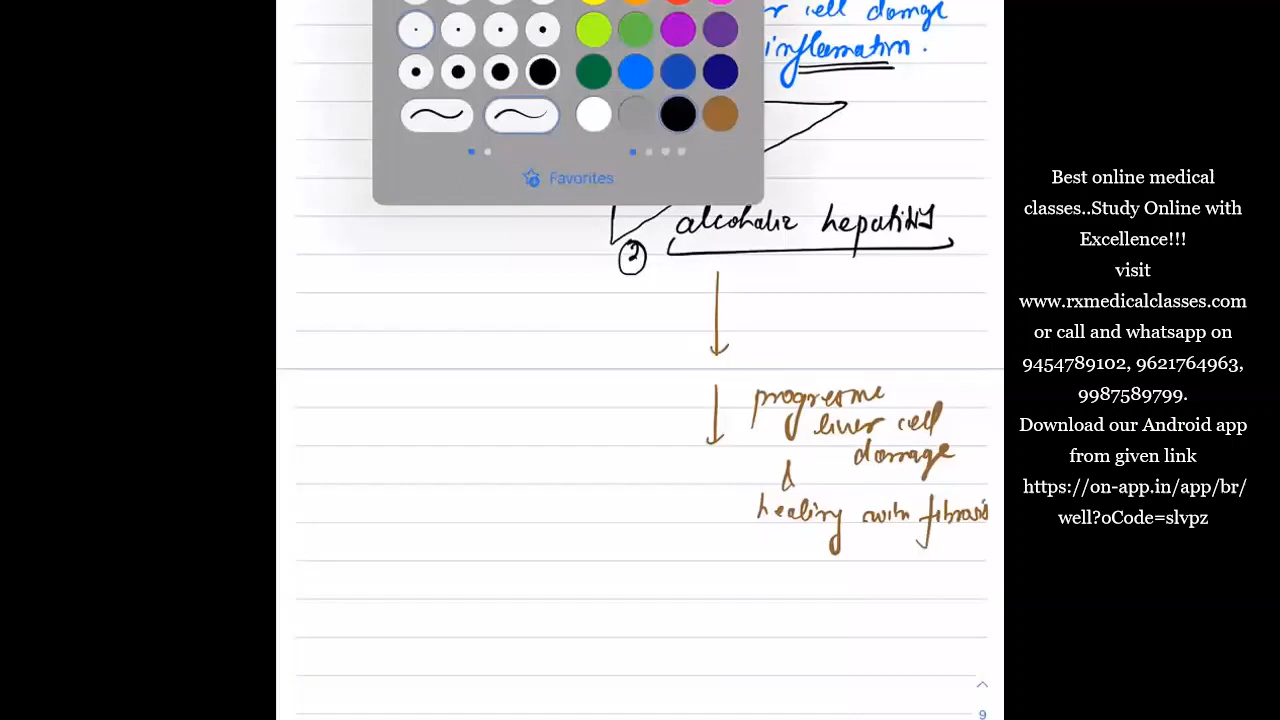 cell damage
inflamation.
Favorites
alcoholic hepatitis
2
progressive
liver cell
damage
&
healing with fibrosis
9
Best online medical
classes..Study Online with
Excellence!!!
visit
www.rxmedicalclasses.com
or call and whatsapp on
9454789102, 9621764963,
9987589799.
Download our Android app
from given link
https://on-app.in/app/br/
well?oCode=slvpz